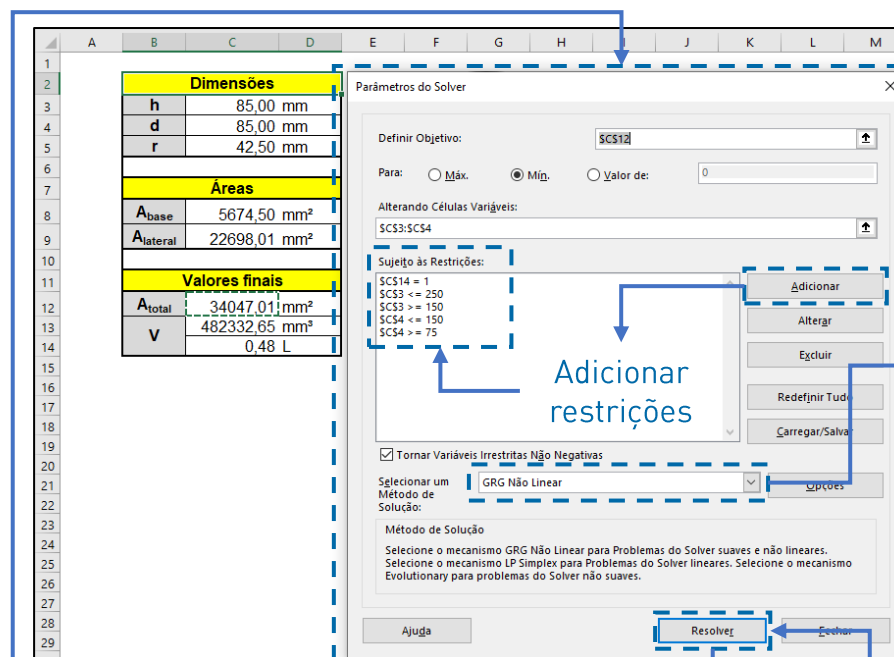 A B C D E F G H I J K L M
1
2 Dimensões
3 h 85,00 mm
4 d 85,00 mm
5 r 42,50 mm
6
7 Áreas
8 Abase 5674,50 mm²
9 Alateral 22698,01 mm²
10
11 Valores finais
12 Atotal 34047,01 mm²
13 V 482332,65 mm³
14 0,48 L
15
16
17
18
19
20
21
22
23
24
25
26
27
28
29
Parâmetros do Solver
Definir Objetivo: $C$12
Para: Máx. Mín. Valor de: 0
Alterando Células Variáveis:
$C$3:$C$4
Sujeito às Restrições:
$C$14 = 1
$C$3 <= 250
$C$3 >= 150
$C$4 <= 150
$C$4 >= 75
Adicionar
Alterar
Excluir
Redefinir Tudo
Carregar/Salvar
Adicionar
restrições
Tornar Variáveis Irrestritas Não Negativas
Selecionar um
Método de
Solução:
GRG Não Linear
Opções
Método de Solução
Selecione o mecanismo GRG Não Linear para Problemas do Solver suaves e não lineares.
Selecione o mecanismo LP Simplex para Problemas do Solver lineares. Selecione o mecanismo
Evolutionary para problemas do Solver não suaves.
Ajuda
Resolver
Fechar